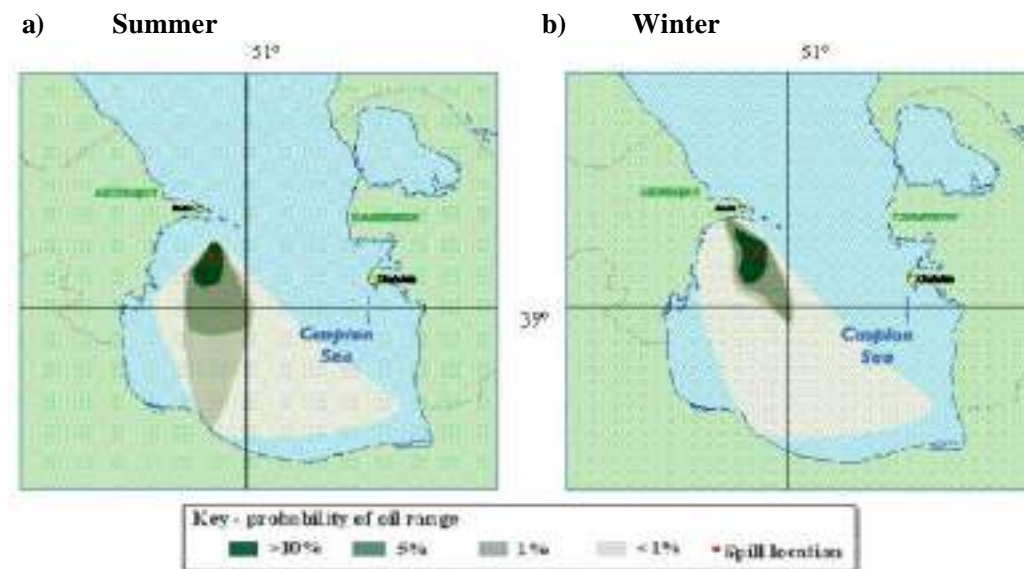 a) Summer
51°
Caspian
Sea
b) Winter
51°
39°
Caspian
Sea
Key - probability of oil range
>10% 5% 1% <1% Spill location